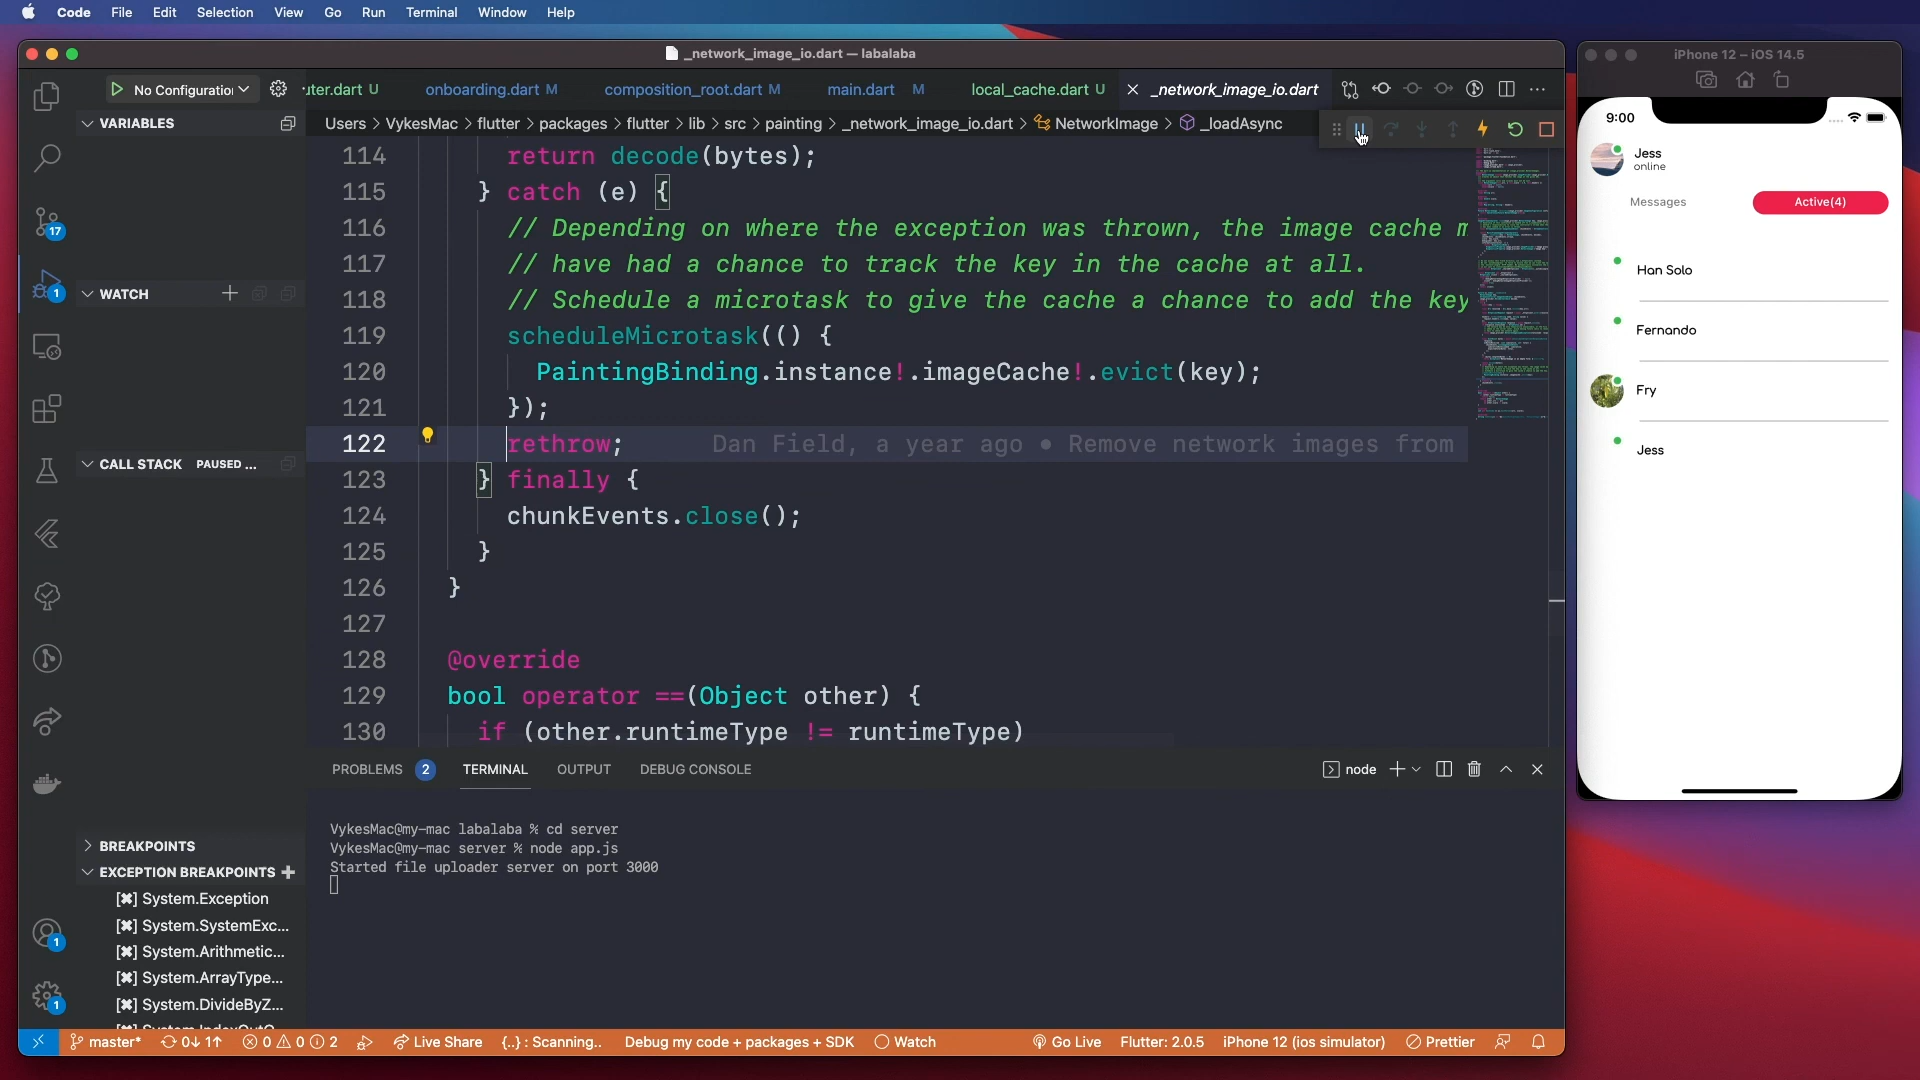 Code File Edit Selection View Go Run Terminal Window Help
_network_image_io.dart — labalaba
No Configuration
uter.dart U onboarding.dart M composition_root.dart M main.dart M local_cache.dart U _network_image_io.dart
VARIABLES
Users > VykesMac > flutter > packages > flutter > lib > src > painting > _network_image_io.dart > NetworkImage > _loadAsync
114 return decode(bytes);
115 } catch (e) {
116 // Depending on where the exception was thrown, the image cache m
117 // have had a chance to track the key in the cache at all.
118 // Schedule a microtask to give the cache a chance to add the key
119 scheduleMicrotask(() {
120 PaintingBinding.instance!.imageCache!.evict(key);
121 });
122 rethrow; Dan Field, a year ago • Remove network images from
123 } finally {
124 chunkEvents.close();
125 }
126 }
127
128 @override
129 bool operator ==(Object other) {
130 if (other.runtimeType != runtimeType)
17
1
WATCH
CALL STACK PAUSED ...
BREAKPOINTS
EXCEPTION BREAKPOINTS
System.Exception
System.SystemExc...
System.Arithmetic...
System.ArrayType...
System.DivideByZ...
1
1
PROBLEMS 2 TERMINAL OUTPUT DEBUG CONSOLE
node
VykesMac@my-mac labalaba % cd server
VykesMac@my-mac server % node app.js
Started file uploader server on port 3000
master* 0↓ 1↑ 0 0 2 Live Share {..} : Scanning.. Debug my code + packages + SDK Watch Go Live Flutter: 2.0.5 iPhone 12 (ios simulator) Prettier
iPhone 12 – iOS 14.5
9:00
Jess
online
Messages Active(4)
Han Solo
Fernando
Fry
Jess